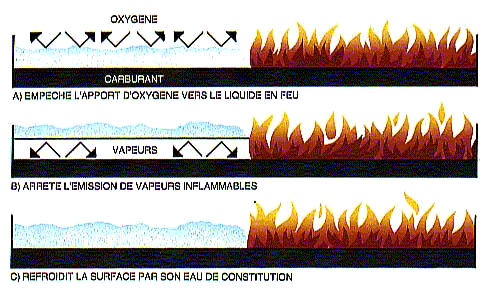 OXYGENE
CARBURANT
A) EMPECHE L'APPORT D'OXYGENE VERS LE LIQUIDE EN FEU
VAPEURS
B) ARRETE L'EMISSION DE VAPEURS INFLAMMABLES
C) REFROIDIT LA SURFACE PAR SON EAU DE CONSTITUTION